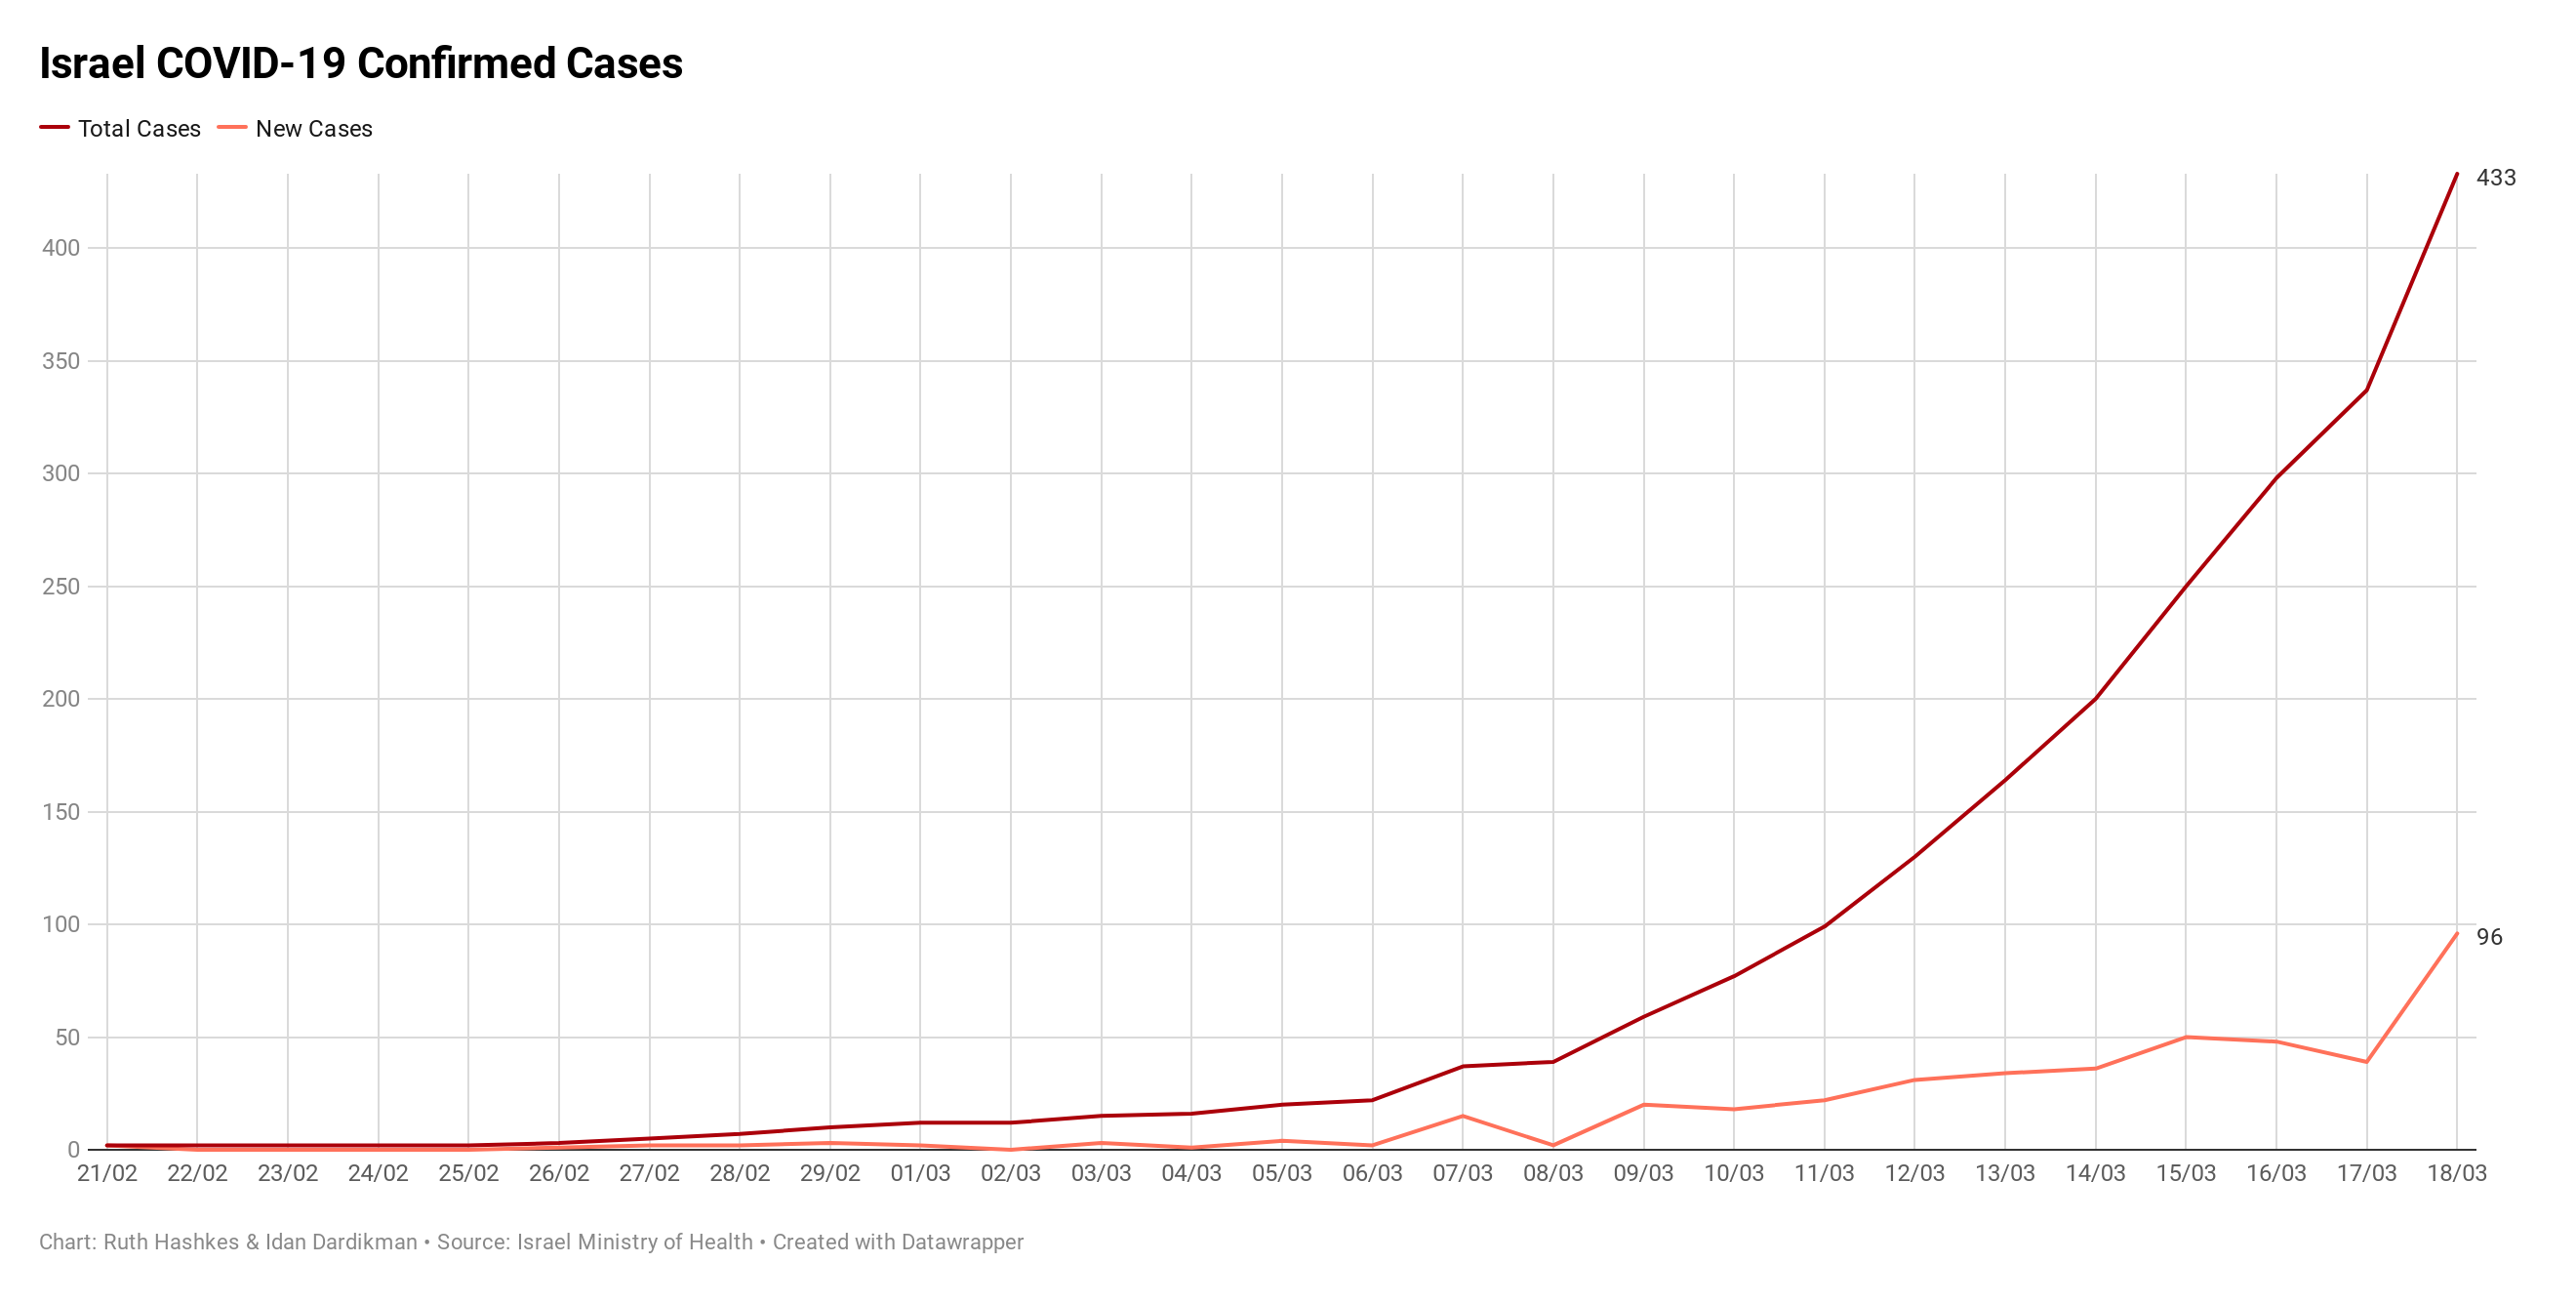 Israel COVID-19 Confirmed Cases
Total Cases New Cases
433
400
350
300
250
200
150
100
96
50
0
21/02 22/02 23/02 24/02 25/02 26/02 27/02 28/02 29/02 01/03 02/03 03/03 04/03 05/03 06/03 07/03 08/03 09/03 10/03 11/03 12/03 13/03 14/03 15/03 16/03 17/03 18/03
Chart: Ruth Hashkes & Idan Dardikman • Source: Israel Ministry of Health • Created with Datawrapper